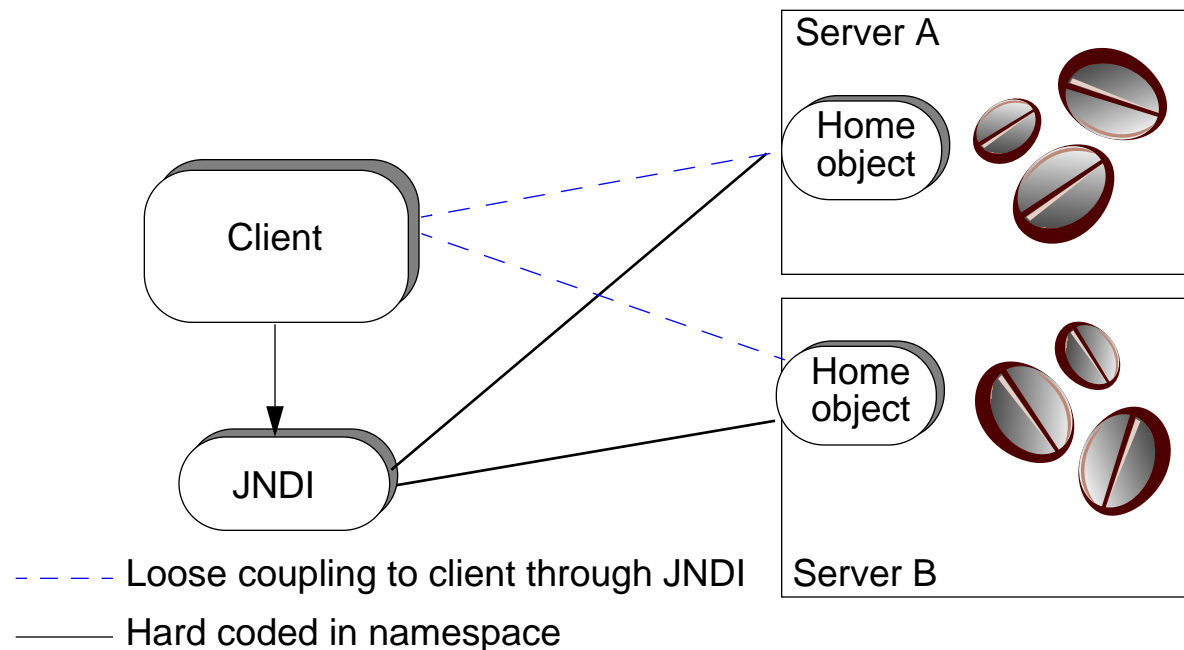 Server A
Home
object
Client
Home
object
JNDI
Loose coupling to client through JNDI
Server B
Hard coded in namespace